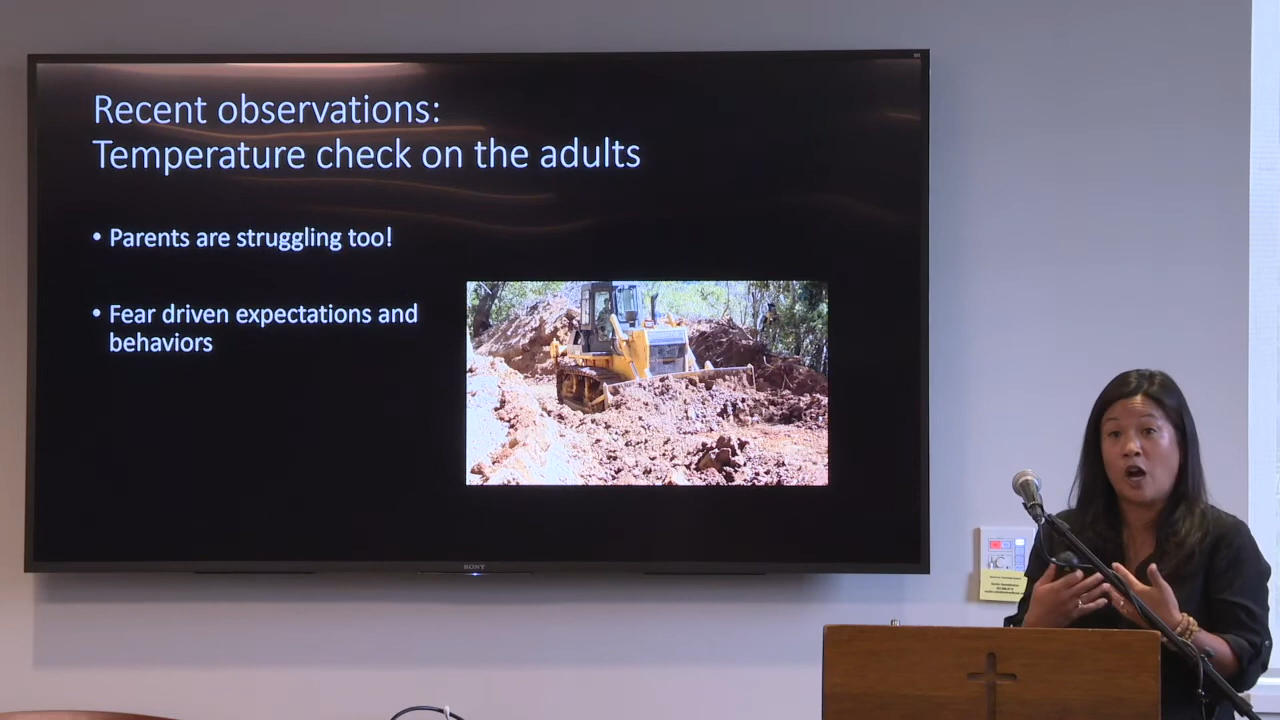 Recent observations:
Temperature check on the adults
• Parents are struggling too!
• Fear driven expectations and
behaviors
SONY